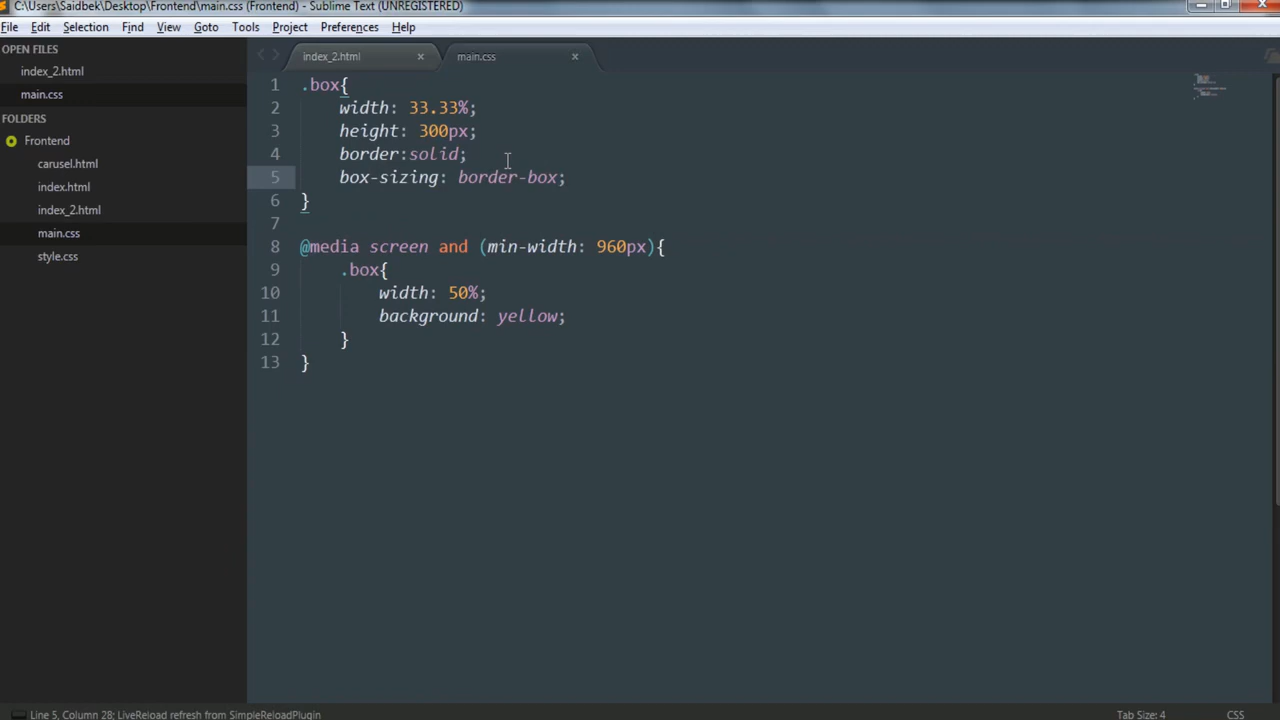 C:\Users\Saidbek\Desktop\Frontend\main.css (Frontend) - Sublime Text (UNREGISTERED)
File Edit Selection Find View Goto Tools Project Preferences Help
OPEN FILES
index_2.html
main.css
FOLDERS
Frontend
carusel.html
index.html
index_2.html
main.css
style.css
index_2.html × main.css ×
1 .box{
2 width: 33.33%;
3 height: 300px;
4 border:solid;
5 box-sizing: border-box;
6 }
7
8 @media screen and (min-width: 960px){
9 .box{
10 width: 50%;
11 background: yellow;
12 }
13 }
Line 5, Column 28; LiveReload refresh from SimpleReloadPlugin
Tab Size: 4
CSS